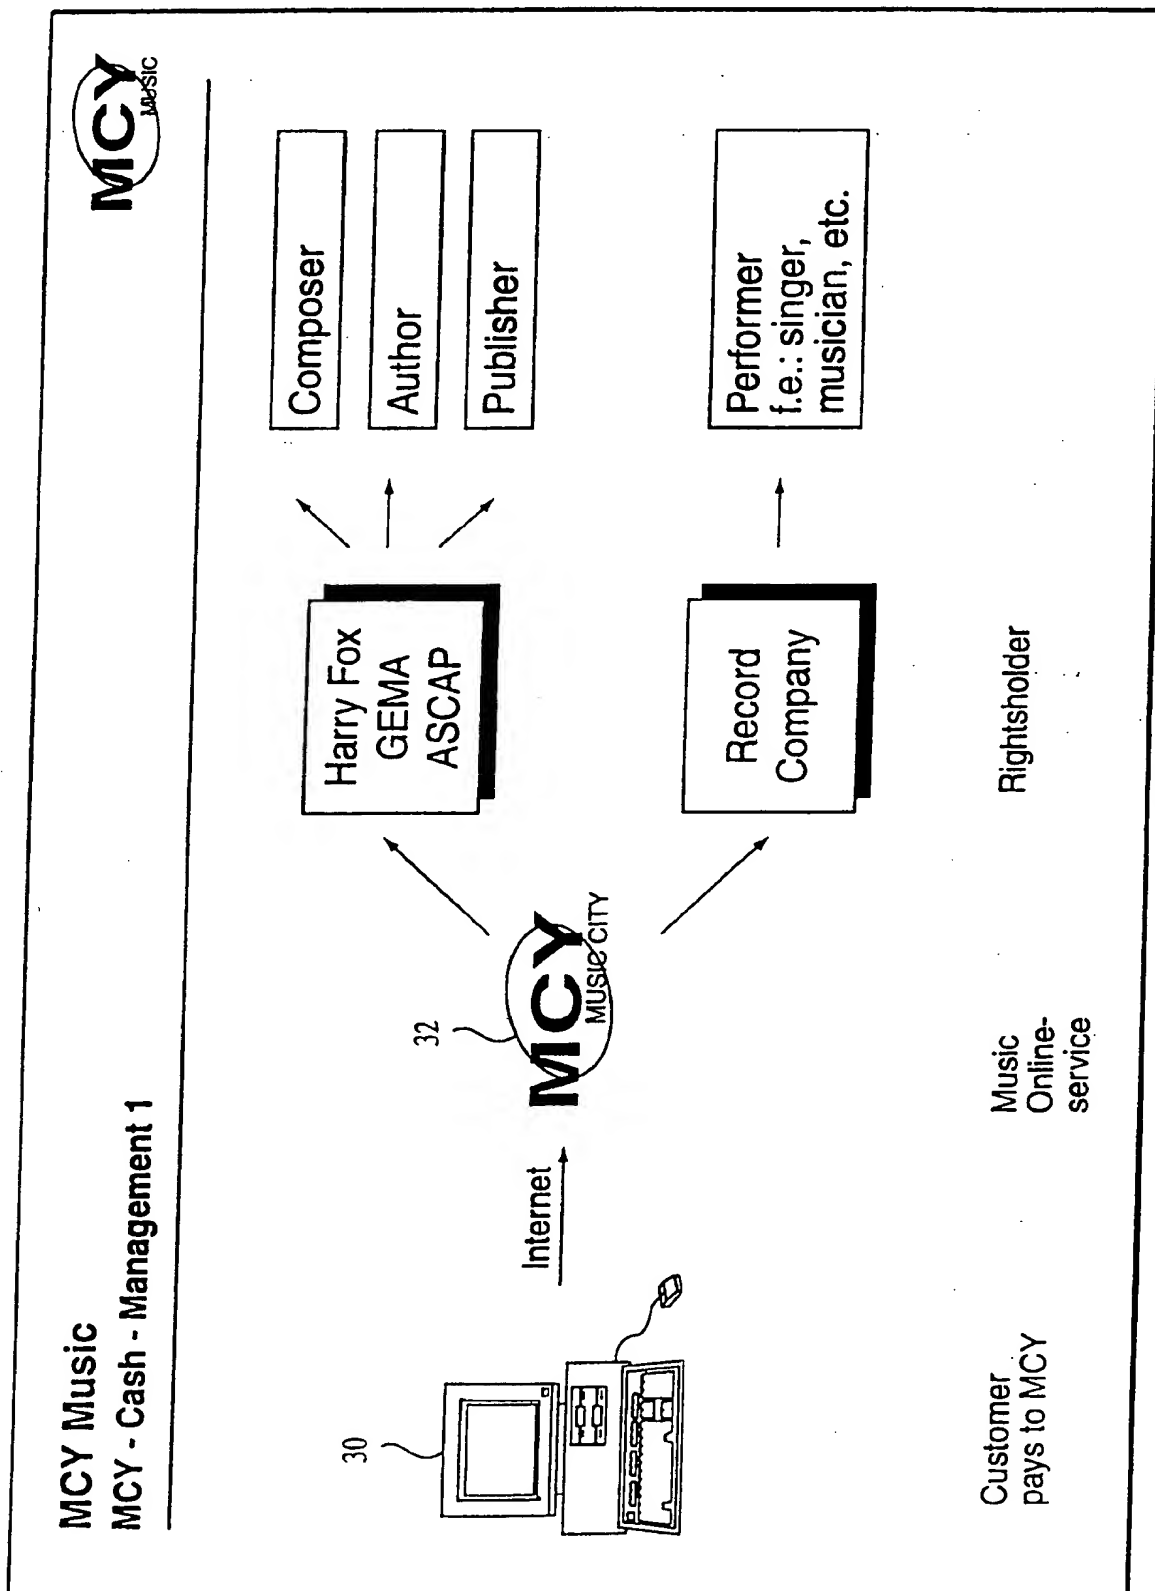 MCY Music
MCY - Cash - Management 1
MCY
MUSIC
30
Internet
32
MCY
MUSIC CITY
Harry Fox
GEMA
ASCAP
Composer
Author
Publisher
Record
Company
Performer
f.e.: singer,
musician, etc.
Customer
pays to MCY
Music
Online-
service
Rightsholder